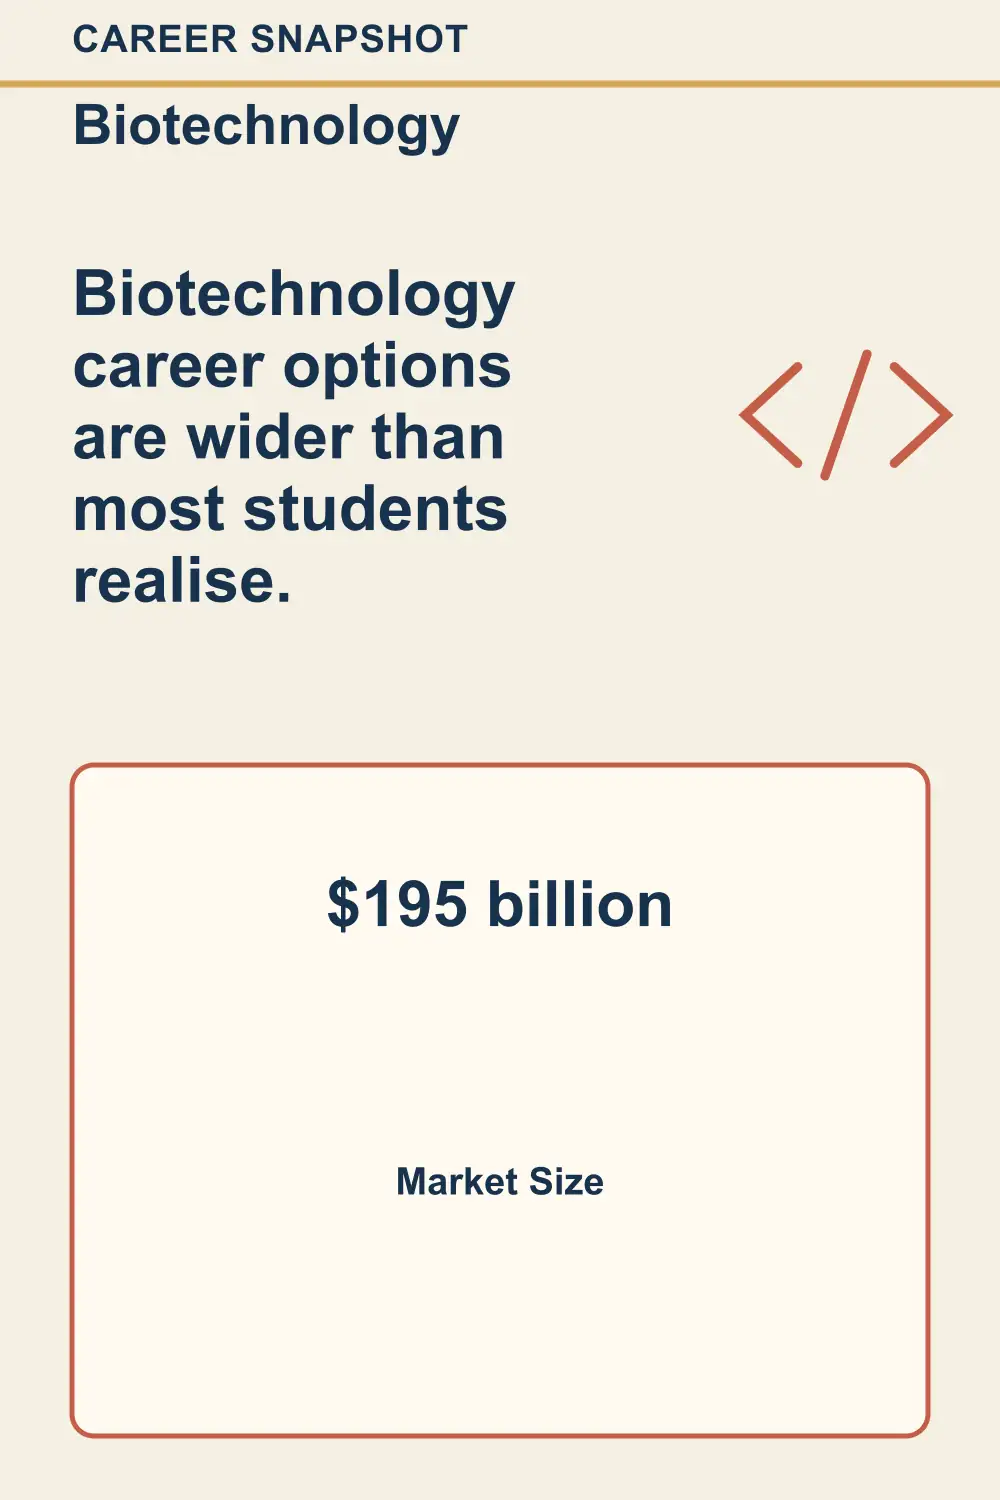 CAREER SNAPSHOT
Biotechnology
Biotechnology
career options
are wider than
most students
realise.
</>
$195 billion
Market Size